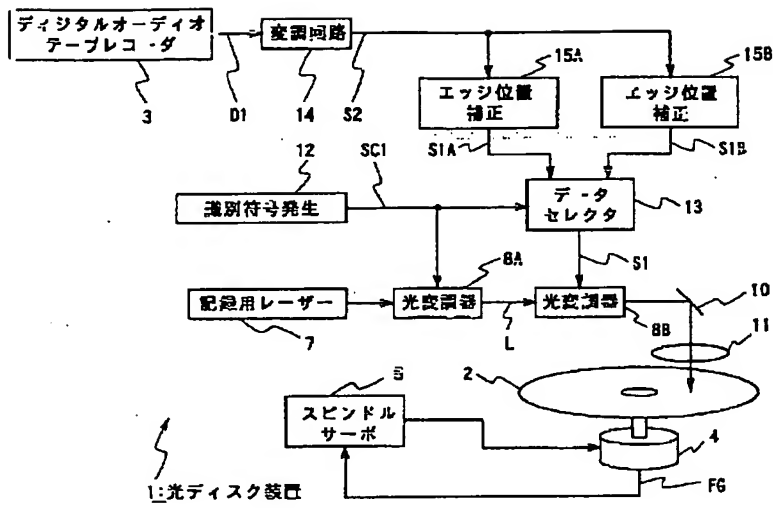 ディジタルオーディオ
テープレコーダ
変調回路
15A
15B
3
D1
14
S2
エッジ位置
補正
エッジ位置
補正
12
SC1
S1A
S1B
識別符号発生
データ
セレクタ
13
8A
S1
記録用レーザー
光変調器
光変調器
10
7
L
8B
11
2
スピンドル
サーボ
4
1:光ディスク装置
FG